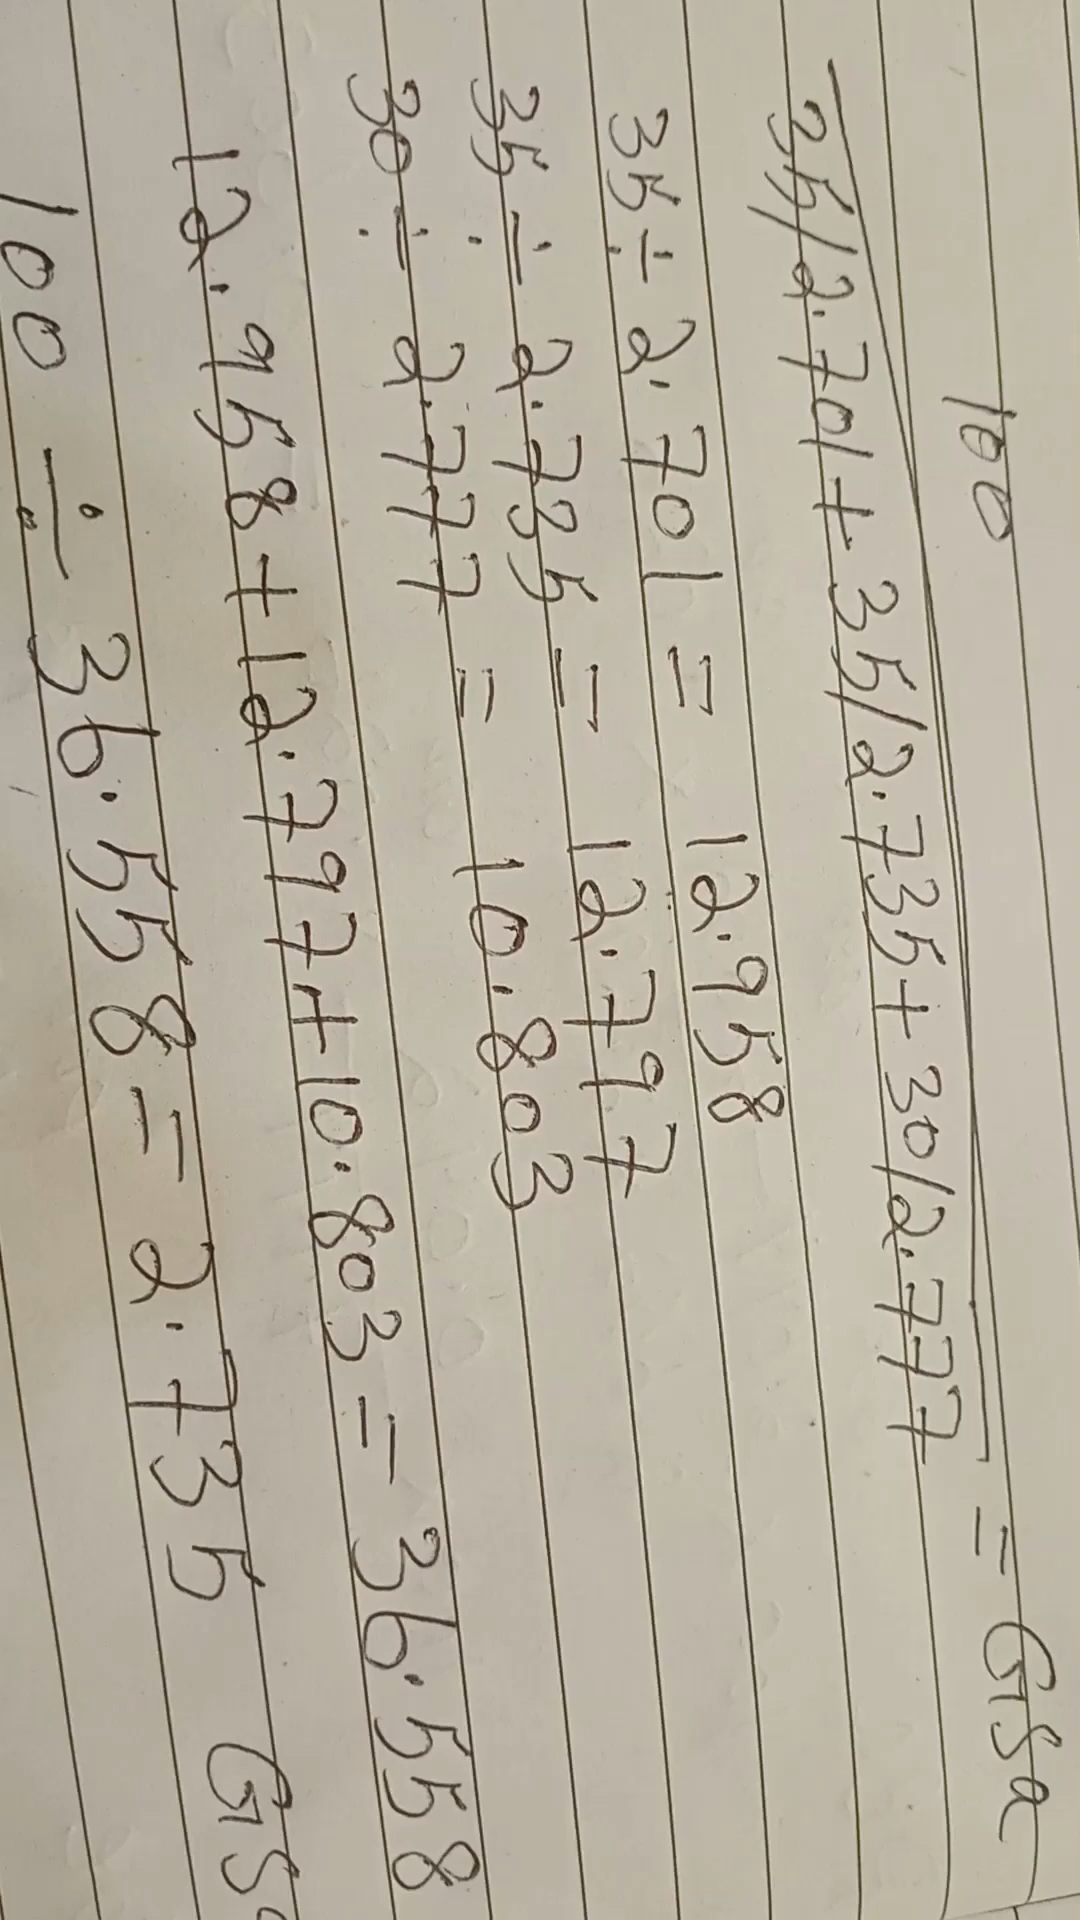 100
35/2.701+35/2.735+30/2.777 = GSa
35÷2.701 = 12.958
35÷2.735 = 12.797
30÷2.777 = 10.803
12.958+12.797+10.803=36.558
100÷36.558=2.735 GS